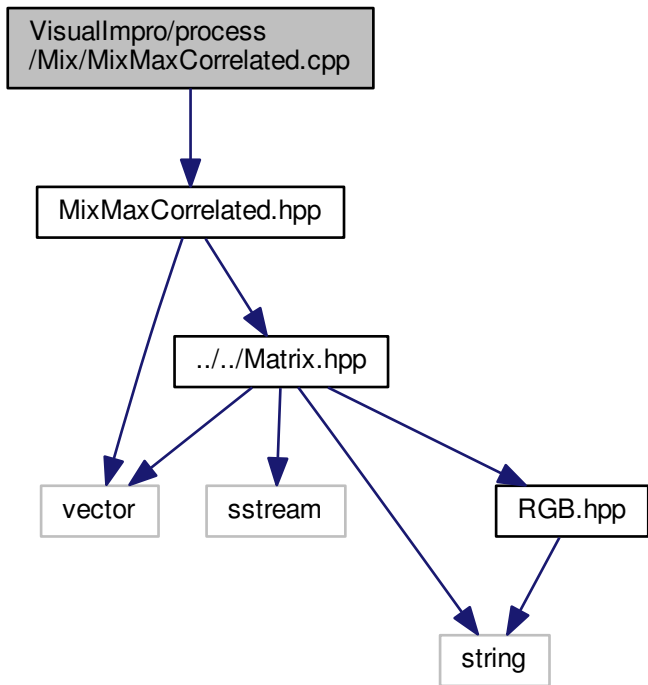 VisualImpro/process
/Mix/MixMaxCorrelated.cpp
MixMaxCorrelated.hpp
../../Matrix.hpp
vector
sstream
RGB.hpp
string